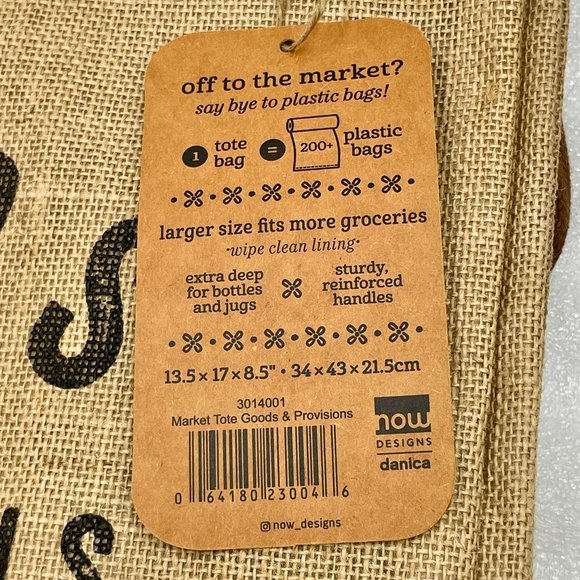 off to the market?
say bye to plastic bags!
1 tote bag = 200+ plastic bags
larger size fits more groceries
•wipe clean lining•
extra deep
for bottles
and jugs
sturdy,
reinforced
handles
13.5 x 17 x 8.5" • 34 x 43 x 21.5cm
3014001
Market Tote Goods & Provisions
0 64180 23004 6
now
DESIGNS
danica
now_designs